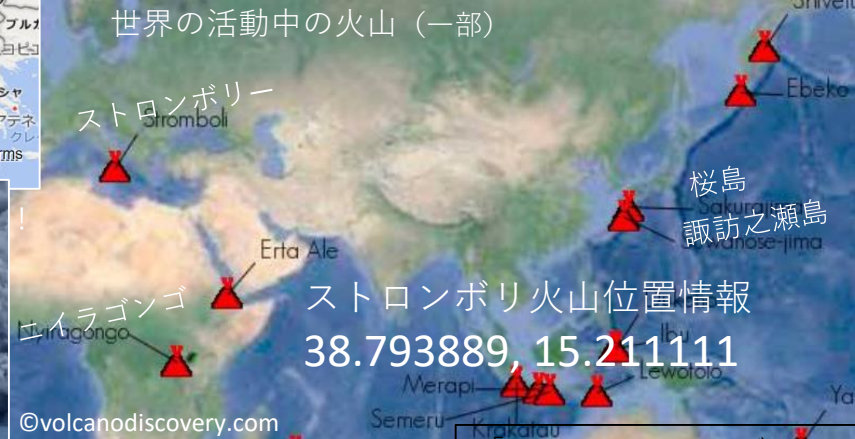 世界の活動中の火山（一部）
ストロンボリー
Stromboli
Ebeko
桜島
諏訪之瀬島
!
Erta Ale
ニイラゴンゴ
Nyiragongo
ストロンボリ火山位置情報
38.793889, 15.211111
Ibu
Lewotolo
Merapi
Semeru
Krakatau
Ya
rms
©volcanodiscovery.com